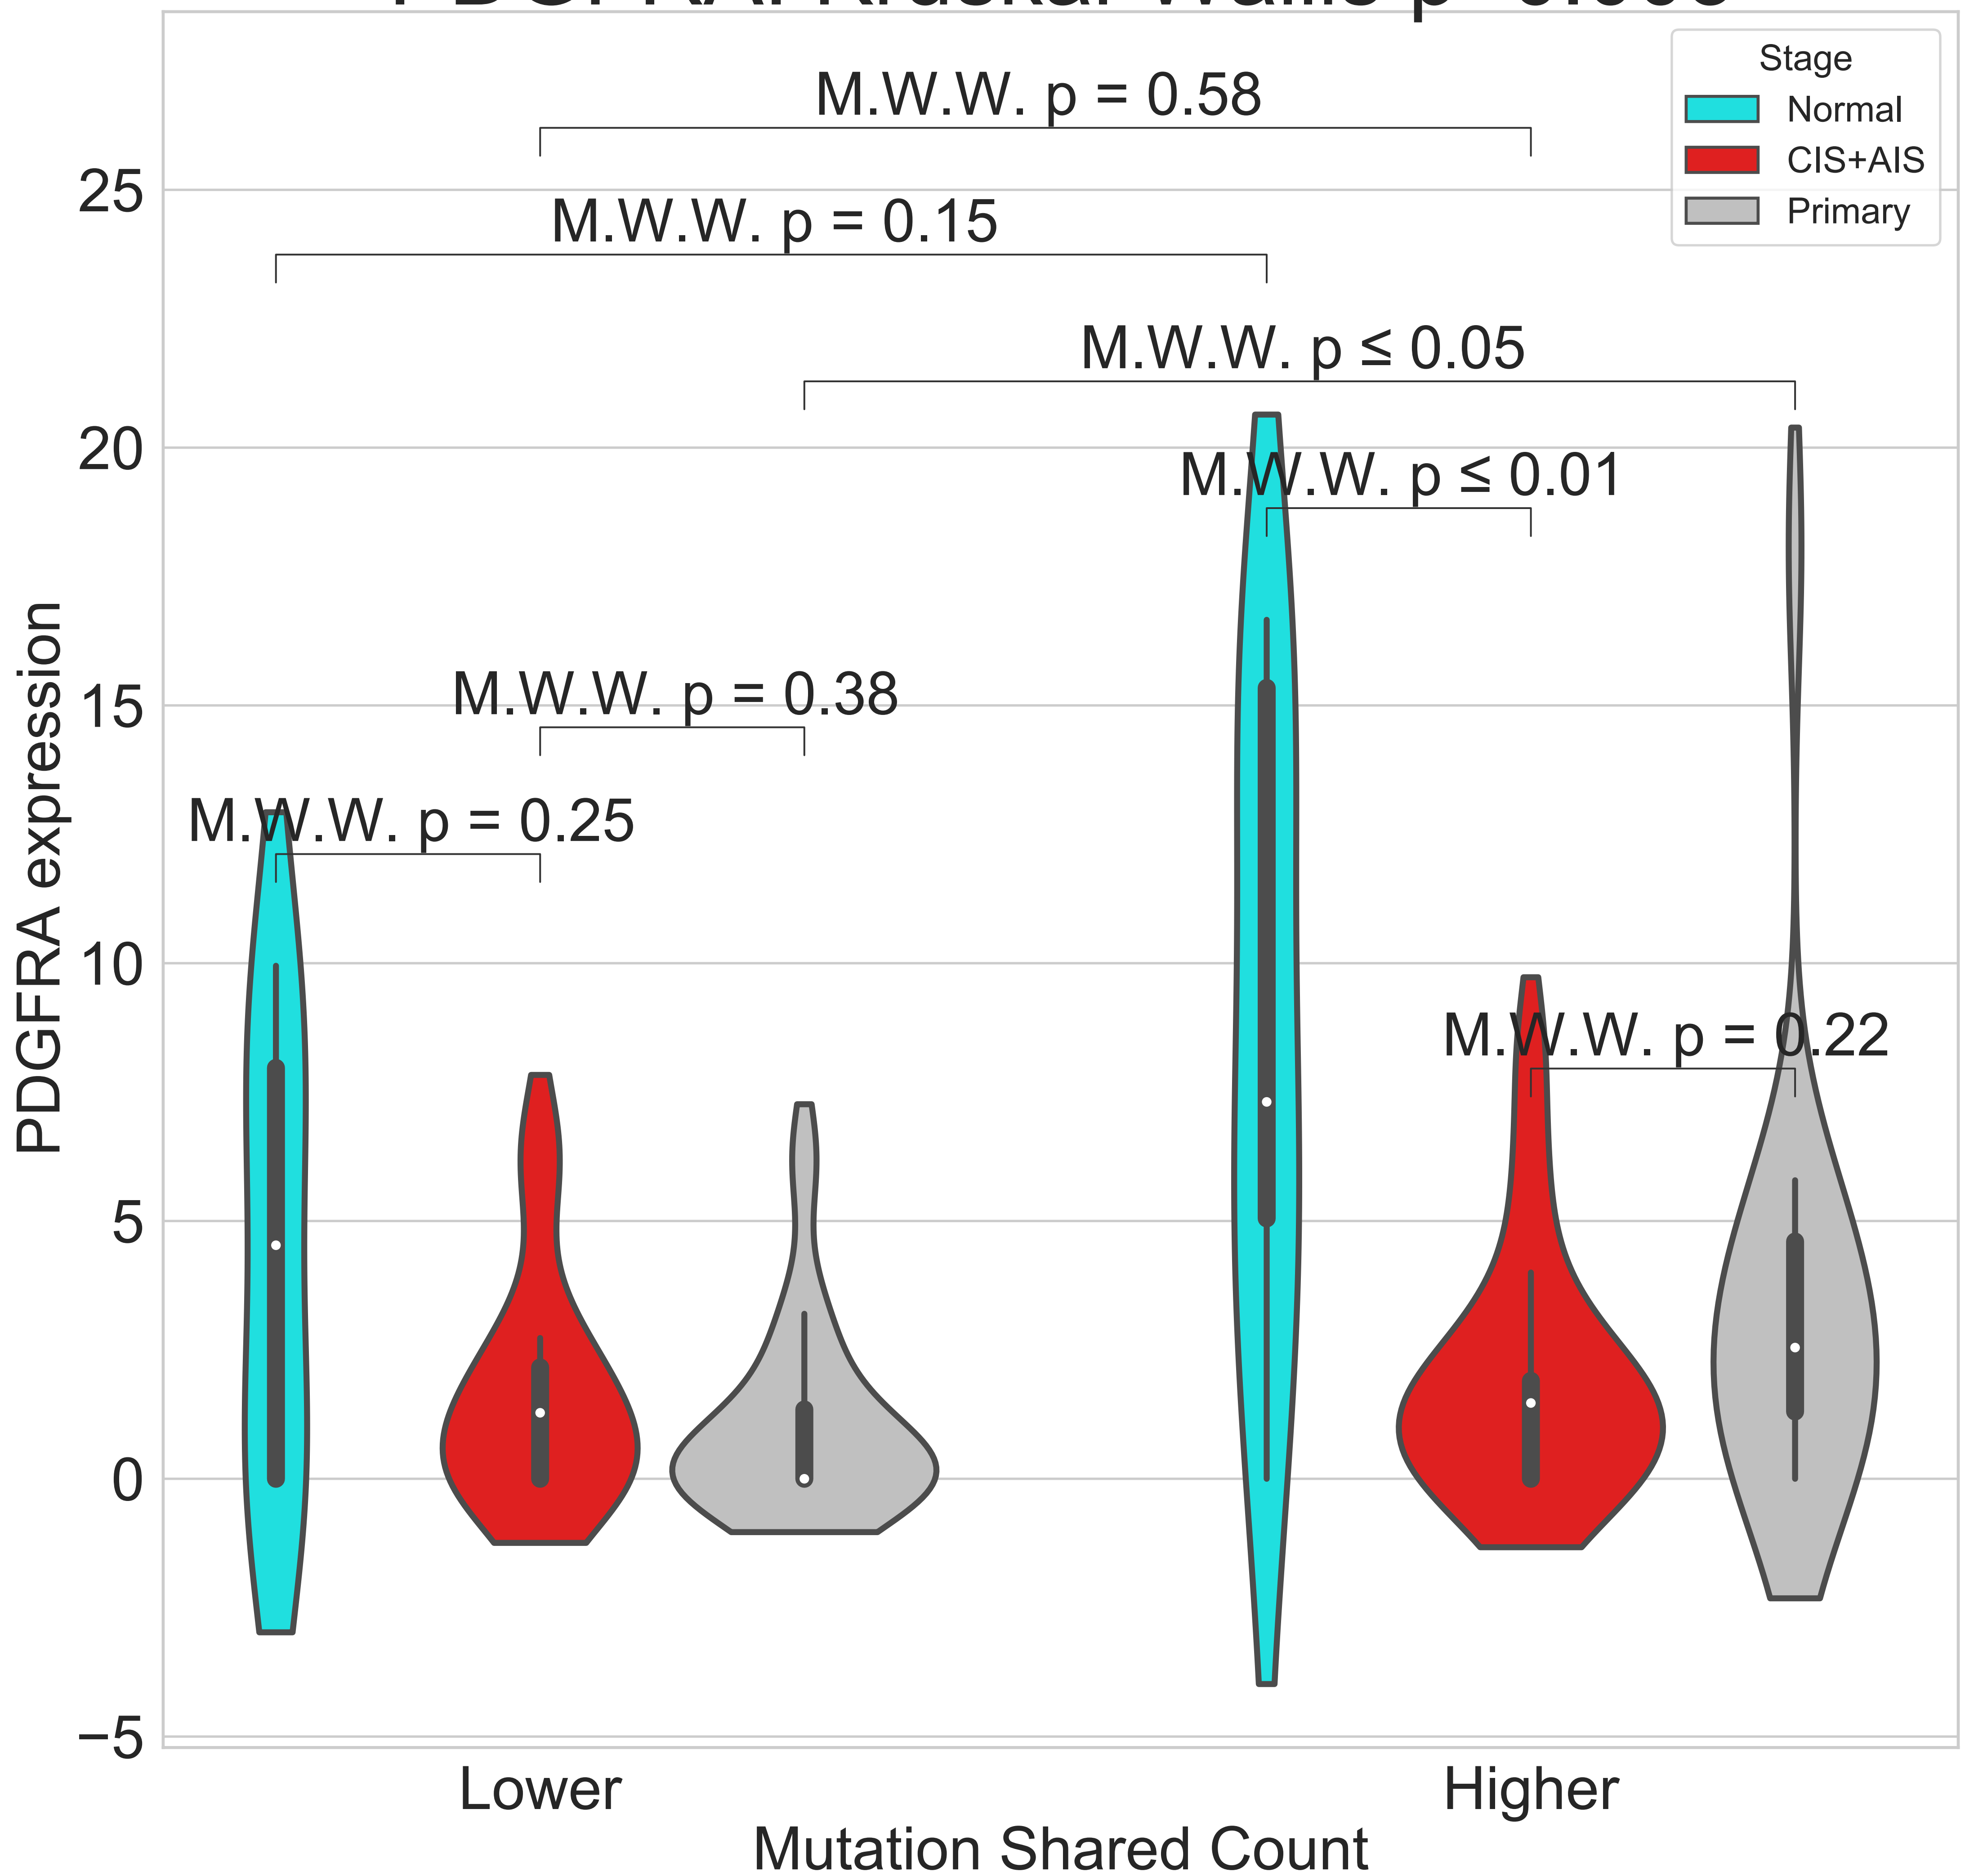 Stage
Normal
CIS+AIS
Primary
M.W.W. p = 0.58
M.W.W. p = 0.15
M.W.W. p ≤ 0.05
M.W.W. p ≤ 0.01
M.W.W. p = 0.38
M.W.W. p = 0.25
M.W.W. p = 0.22
25
20
15
10
5
0
−5
PDGFRA expression
Lower
Higher
Mutation Shared Count